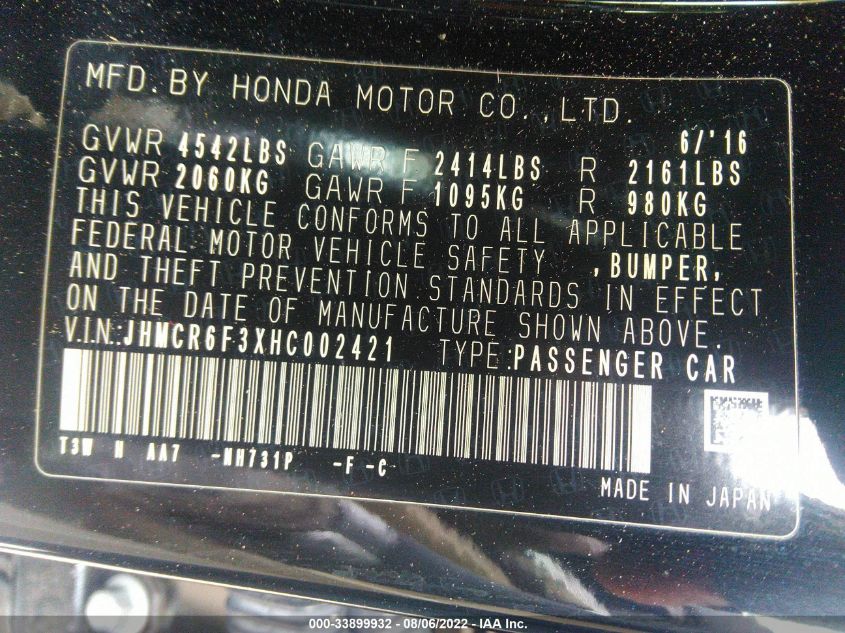 MFD. BY HONDA MOTOR CO., LTD.
6/'16
GVWR 4542LBS GAWR F 2414LBS R 2161LBS
GVWR 2060KG GAWR F 1095KG R 980KG
THIS VEHICLE CONFORMS TO ALL APPLICABLE
FEDERAL MOTOR VEHICLE SAFETY ,BUMPER,
AND THEFT PREVENTION STANDARDS IN EFFECT
ON THE DATE OF MANUFACTURE SHOWN ABOVE.
V.I.N:JHMCR6F3XHC002421 TYPE:PASSENGER CAR
T3W N AA7 -NH731P -F -C
MADE IN JAPAN
000-33899932 - 08/06/2022 - IAA Inc.